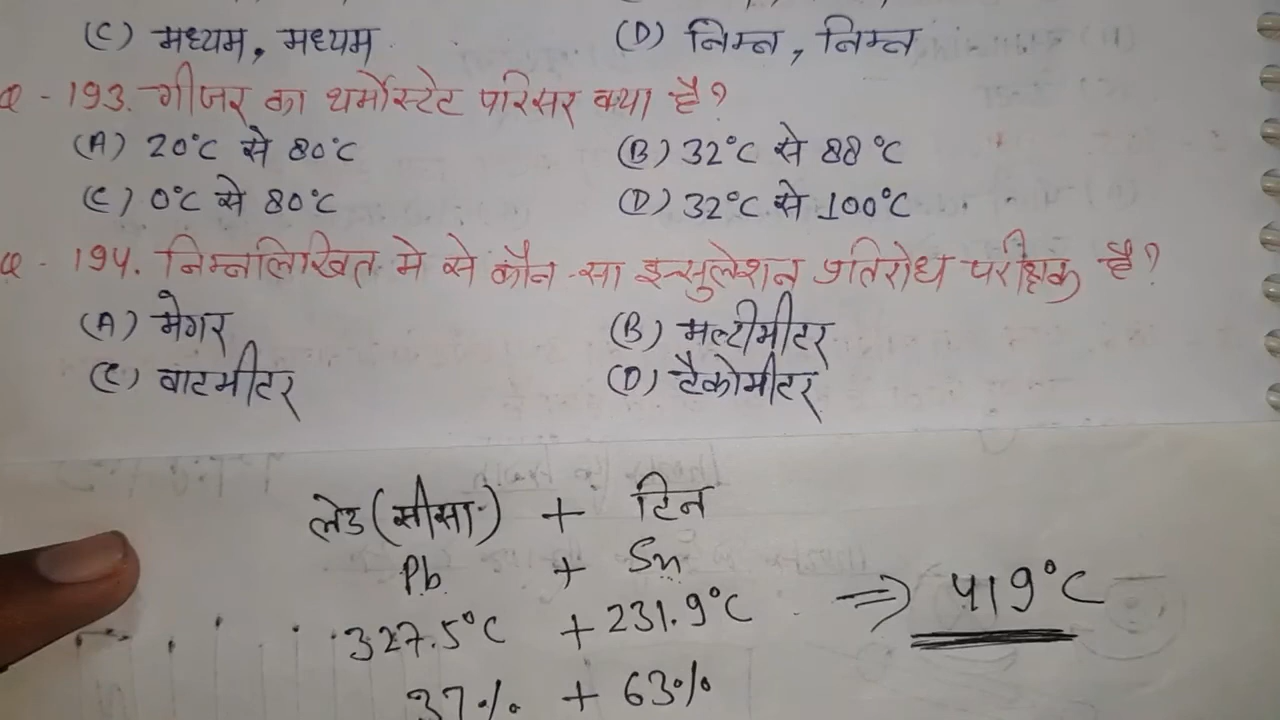 (C) मध्यम, मध्यम (D) निम्न, निम्न
Q - 193. गीजर का थर्मोस्टेट परिसर क्या है?
(A) 20°C से 80°C (B) 32°C से 88°C
(C) 0°C से 80°C (D) 32°C से 100°C
Q - 194. निम्नलिखित मे से कौन सा इन्सुलेशन प्रतिरोध परीक्षक है?
(A) मेगर (B) मल्टीमीटर
(C) वाटमीटर (D) टैकोमीटर
लेड (सीसा) + टिन
Pb + Sn
327.5°C + 231.9°C ⇒ 419°C
37% + 63%